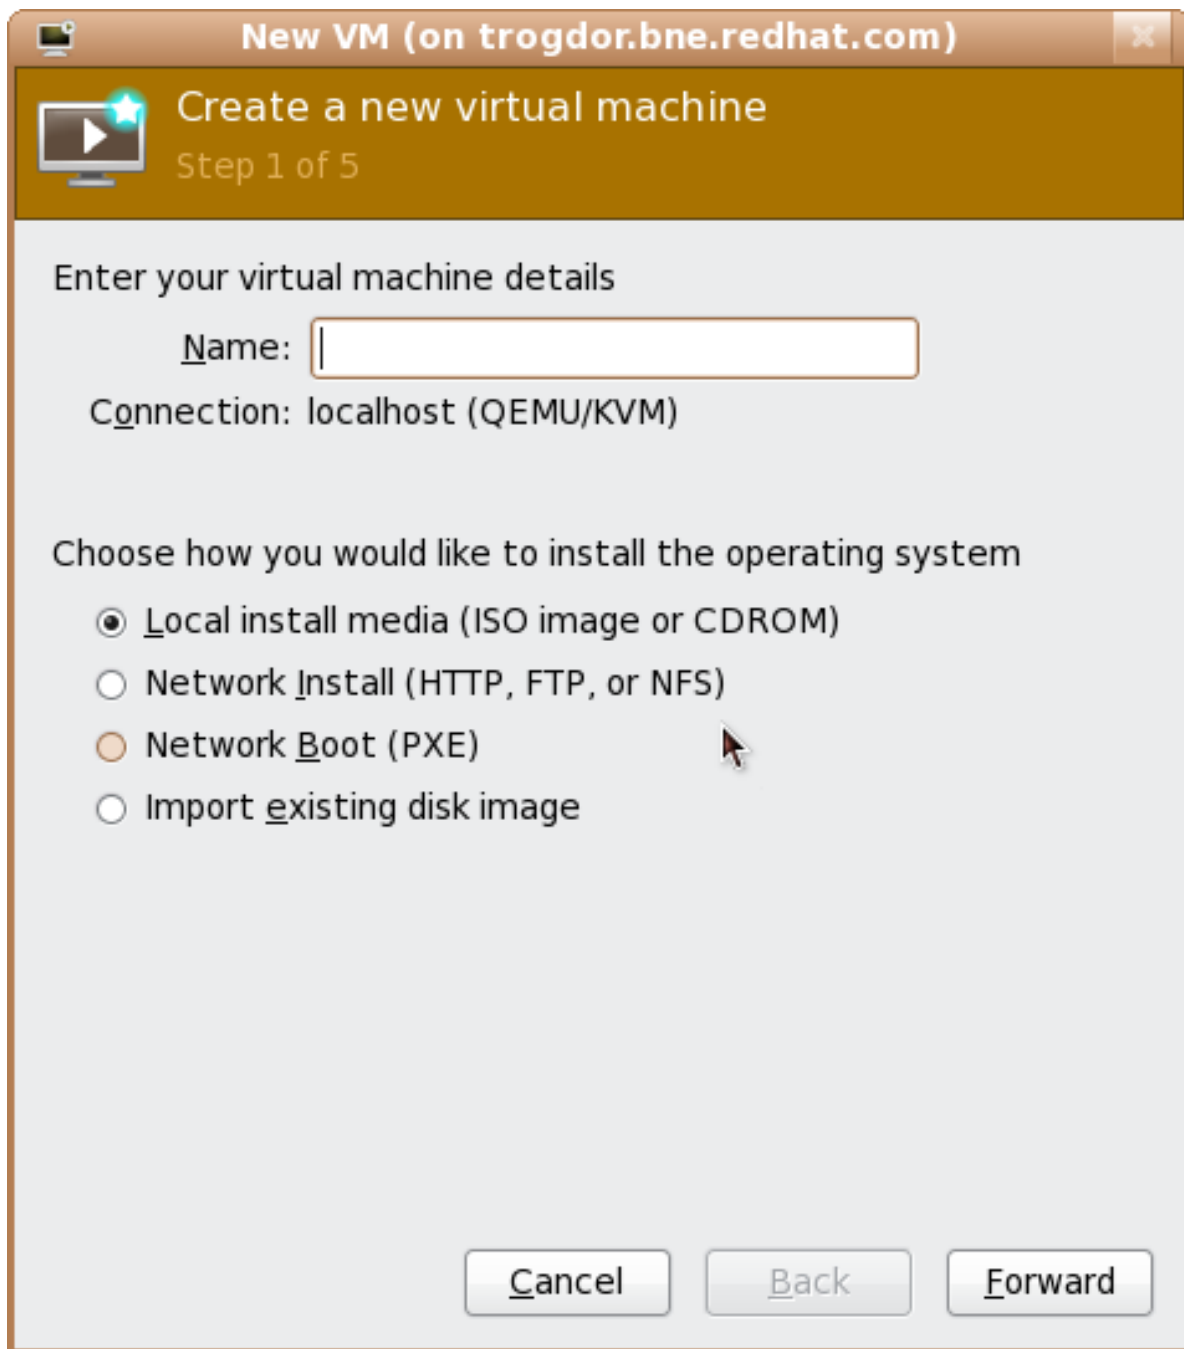 New VM (on trogdor.bne.redhat.com)
Create a new virtual machine
Step 1 of 5
Enter your virtual machine details
Name:
Connection: localhost (QEMU/KVM)
Choose how you would like to install the operating system
Local install media (ISO image or CDROM)
Network Install (HTTP, FTP, or NFS)
Network Boot (PXE)
Import existing disk image
Cancel Back Forward